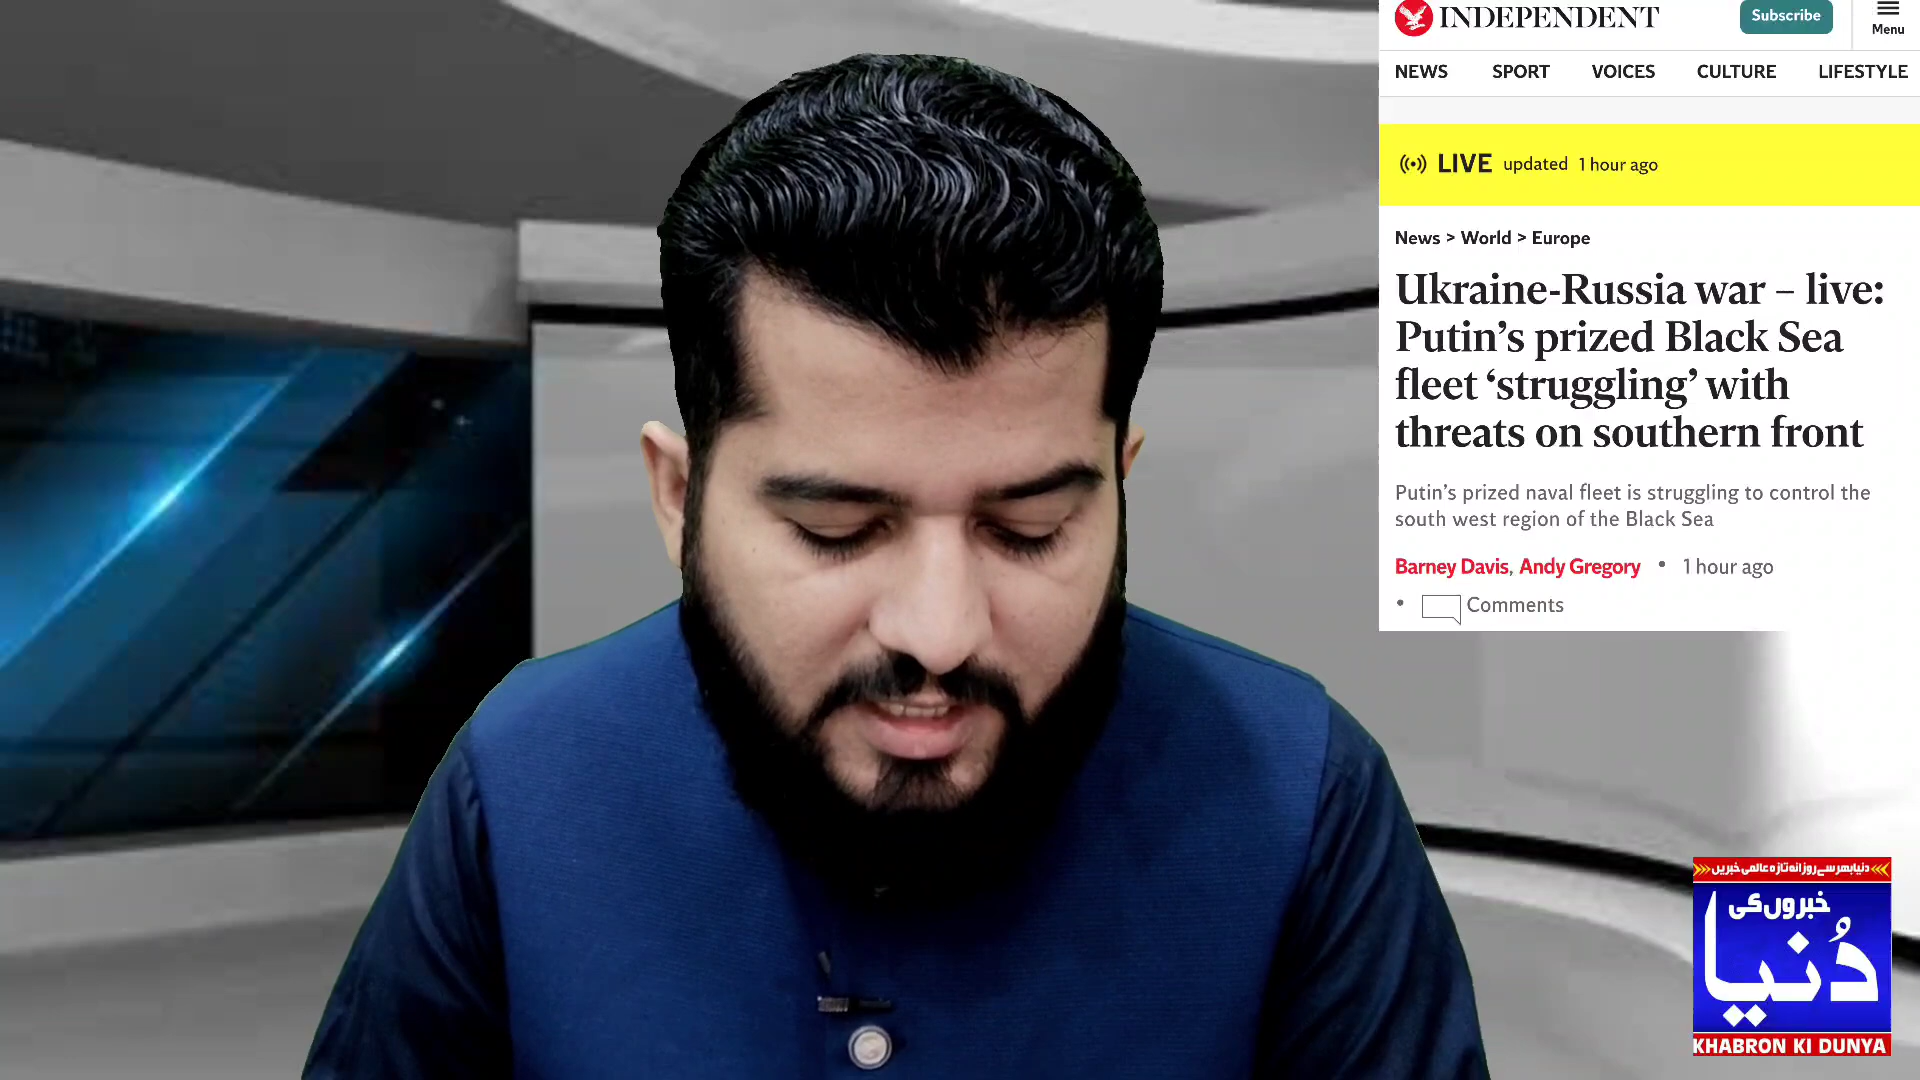 INDEPENDENT
Subscribe
Menu
NEWS SPORT VOICES CULTURE LIFESTYLE
LIVE updated 1 hour ago
News > World > Europe
Ukraine-Russia war – live:
Putin’s prized Black Sea
fleet ‘struggling’ with
threats on southern front
Putin’s prized naval fleet is struggling to control the
south west region of the Black Sea
Barney Davis, Andy Gregory • 1 hour ago
• Comments
دنیا بھر سے روزانہ تازہ عالمی خبریں
خبروں کی
دُنیا
KHABRON KI DUNYA